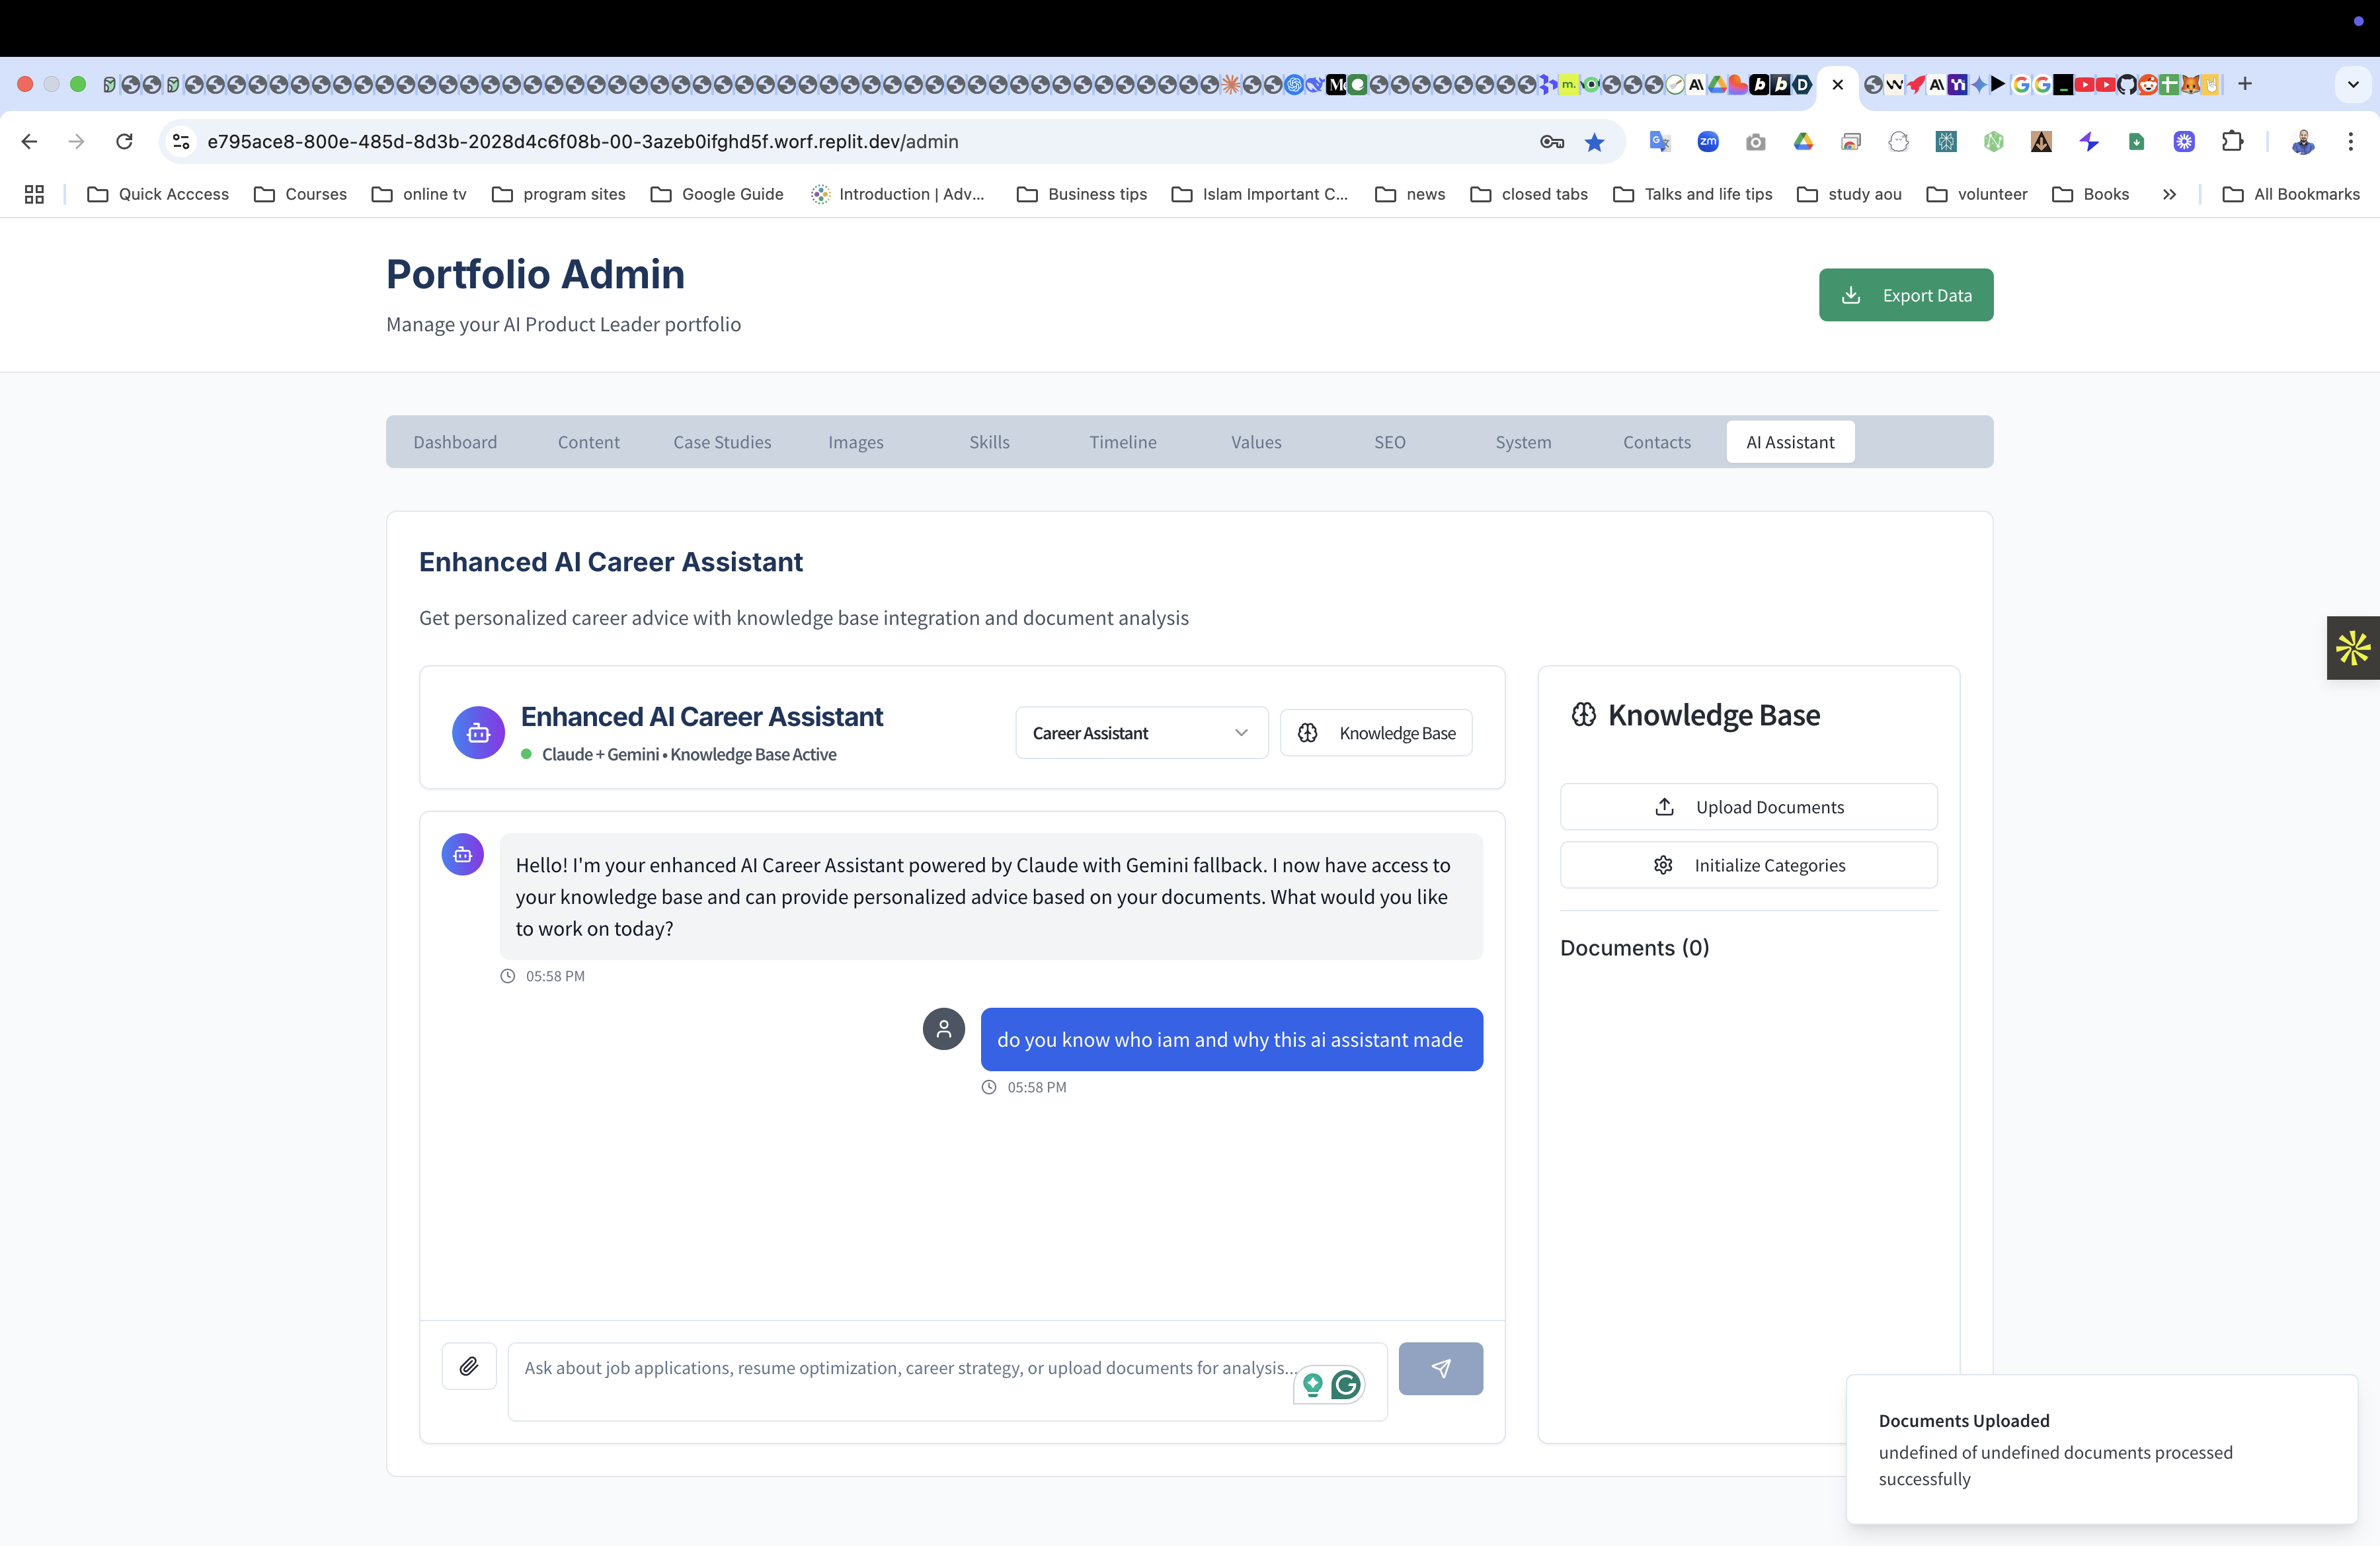 e795ace8-800e-485d-8d3b-2028d4c6f08b-00-3azeb0ifghd5f.worf.replit.dev/admin
Quick Acccess
Courses
online tv
program sites
Google Guide
Introduction | Adv...
Business tips
Islam Important C...
news
closed tabs
Talks and life tips
study aou
volunteer
Books
All Bookmarks
Portfolio Admin
Manage your AI Product Leader portfolio
Export Data
Dashboard
Content
Case Studies
Images
Skills
Timeline
Values
SEO
System
Contacts
AI Assistant
Enhanced AI Career Assistant
Get personalized career advice with knowledge base integration and document analysis
Enhanced AI Career Assistant
Claude + Gemini • Knowledge Base Active
Career Assistant
Knowledge Base
Hello! I'm your enhanced AI Career Assistant powered by Claude with Gemini fallback. I now have access to
your knowledge base and can provide personalized advice based on your documents. What would you like
to work on today?
05:58 PM
do you know who iam and why this ai assistant made
05:58 PM
Ask about job applications, resume optimization, career strategy, or upload documents for analysis...
Knowledge Base
Upload Documents
Initialize Categories
Documents (0)
Documents Uploaded
undefined of undefined documents processed
successfully